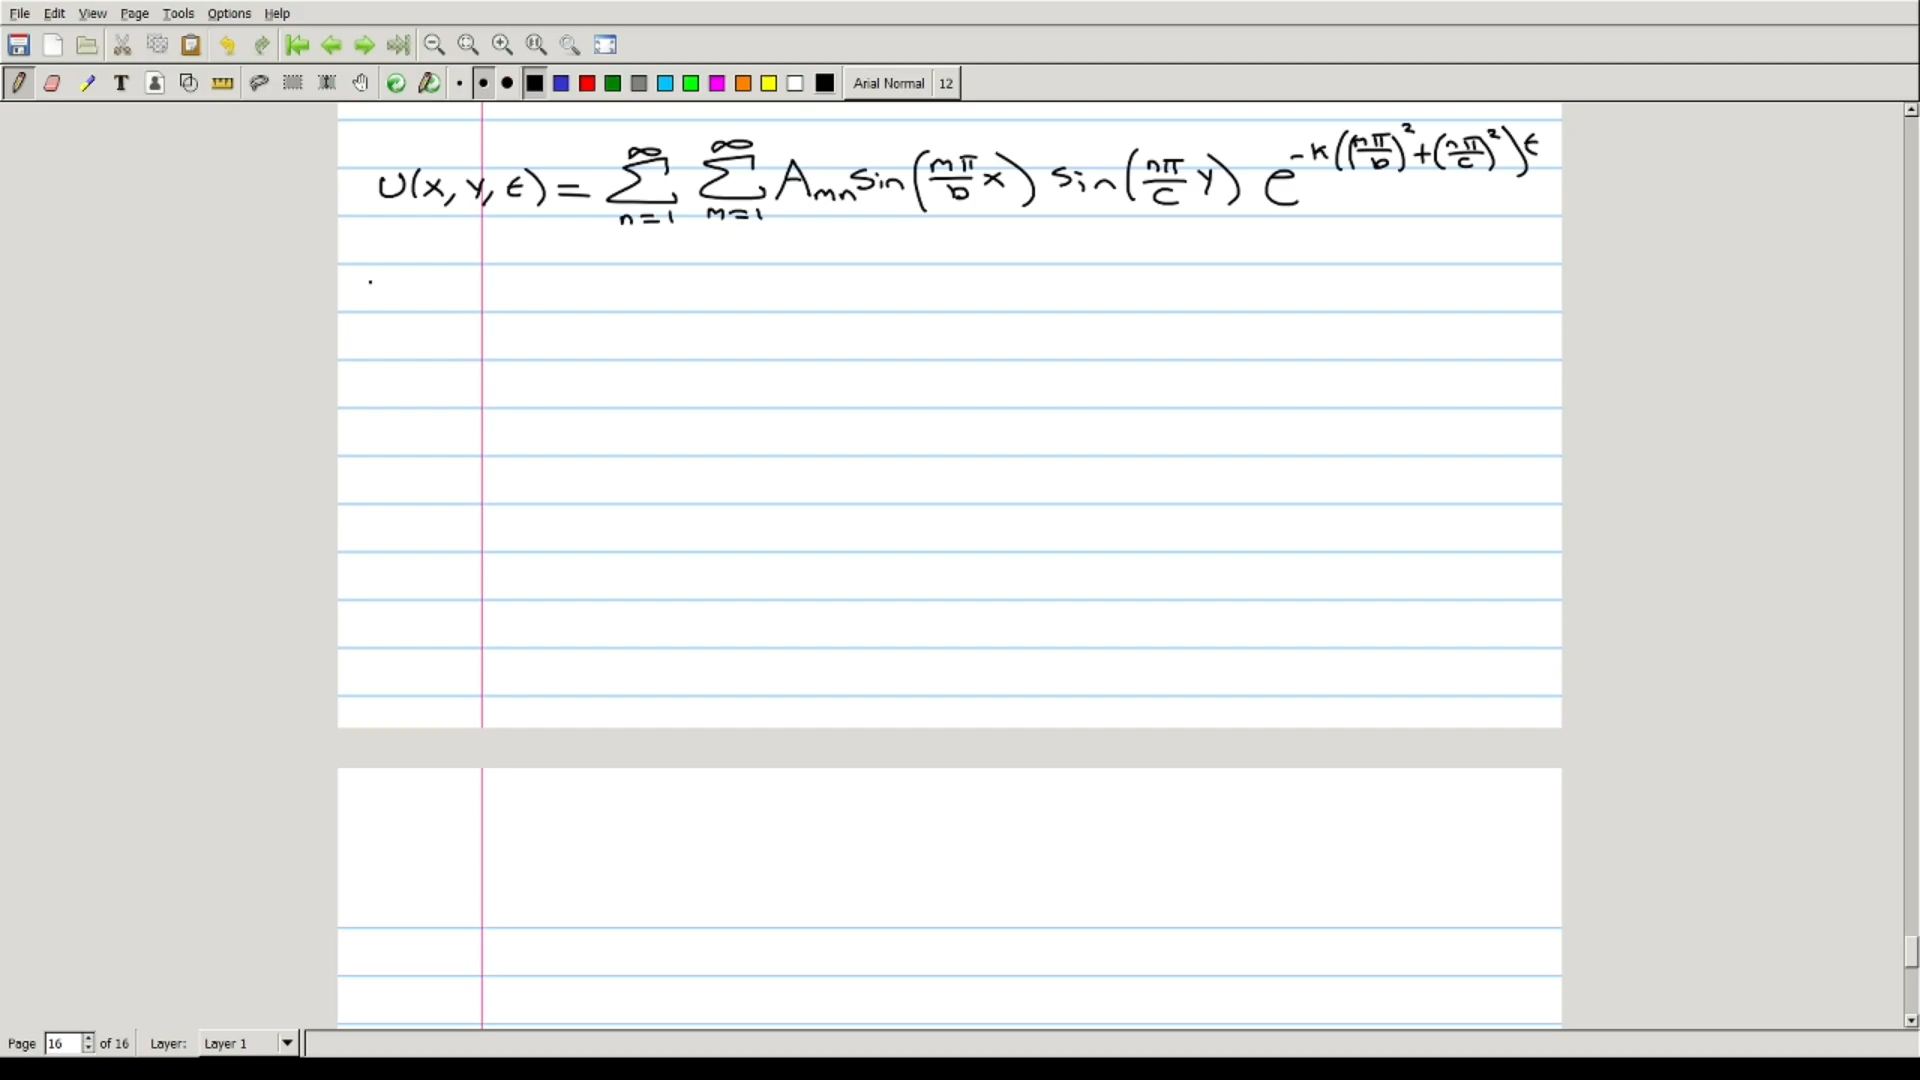 File Edit View Page Tools Options Help
Arial Normal 12
U(x, y, t) = ∑_{n=1}^{∞} ∑_{m=1}^{∞} A_{mn} sin(mπ/b x) sin(nπ/c y) e^{-k((mπ/b)^2+(nπ/c)^2)t}
Page 16 of 16 Layer: Layer 1